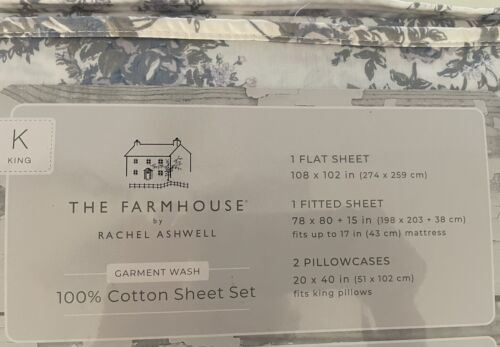 K
KING
THE FARMHOUSE®
by
RACHEL ASHWELL
GARMENT WASH
100% Cotton Sheet Set
1 FLAT SHEET
108 x 102 in (274 x 259 cm)
1 FITTED SHEET
78 x 80 + 15 in (198 x 203 + 38 cm)
fits up to 17 in (43 cm) mattress
2 PILLOWCASES
20 x 40 in (51 x 102 cm)
fits king pillows